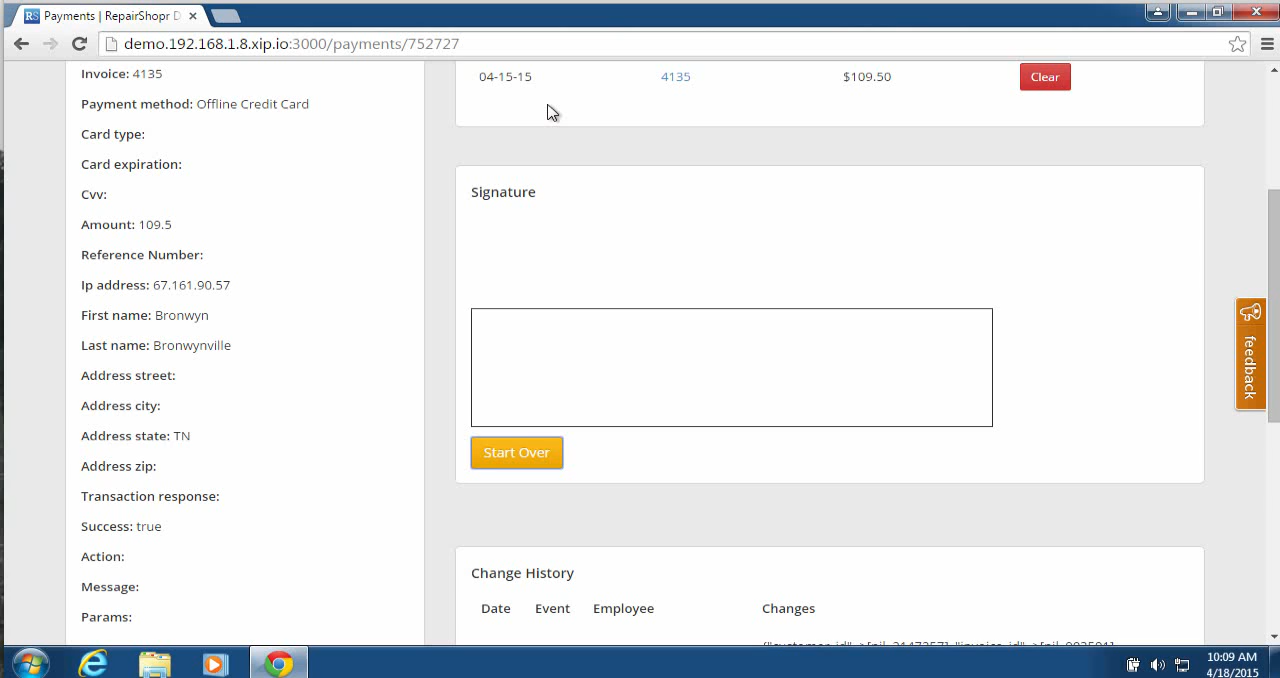 Payments | RepairShopr D
demo.192.168.1.8.xip.io:3000/payments/752727
Invoice: 4135
Payment method: Offline Credit Card
Card type:
Card expiration:
Cvv:
Amount: 109.5
Reference Number:
Ip address: 67.161.90.57
First name: Bronwyn
Last name: Bronwynville
Address street:
Address city:
Address state: TN
Address zip:
Transaction response:
Success: true
Action:
Message:
Params:
04-15-15 4135 $109.50 Clear
Signature
Start Over
Change History
Date Event Employee Changes
feedback
10:09 AM
4/18/2015